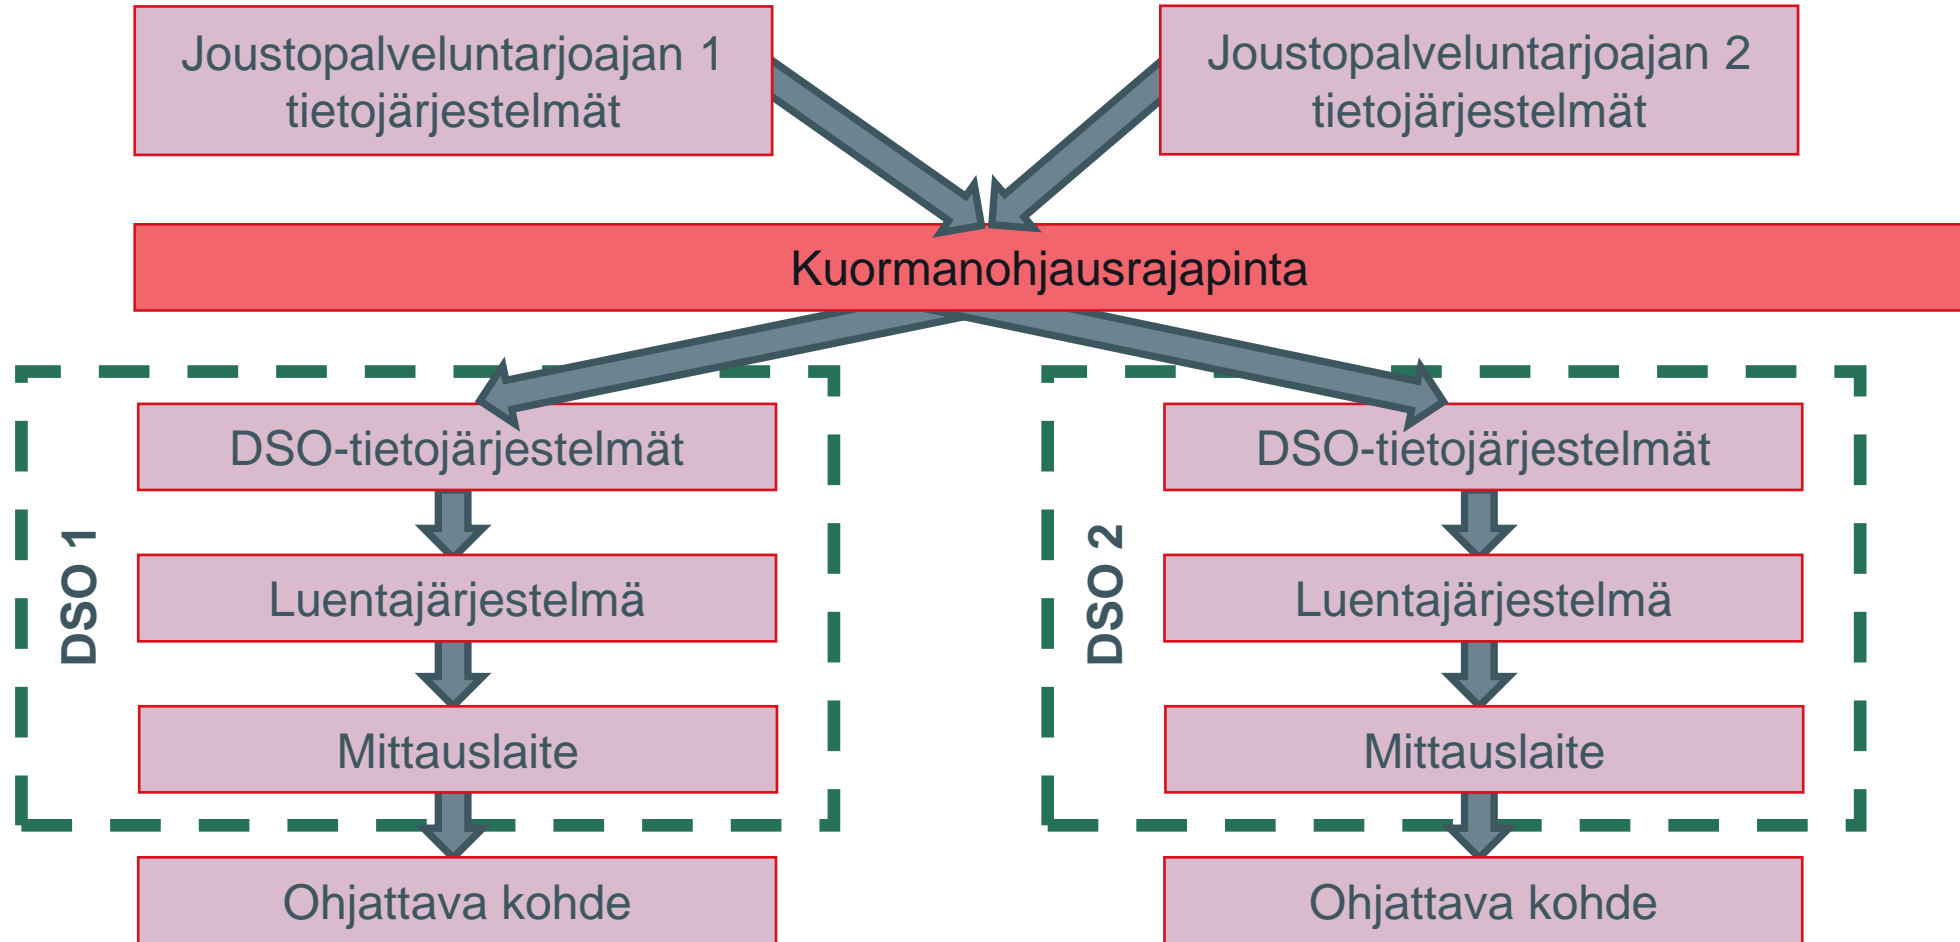 Joustopalveluntarjoajan 1
tietojärjestelmät
Joustopalveluntarjoajan 2
tietojärjestelmät
Kuormanohjausrajapinta
DSO 1
DSO-tietojärjestelmät
Luentajärjestelmä
Mittauslaite
Ohjattava kohde
DSO 2
DSO-tietojärjestelmät
Luentajärjestelmä
Mittauslaite
Ohjattava kohde